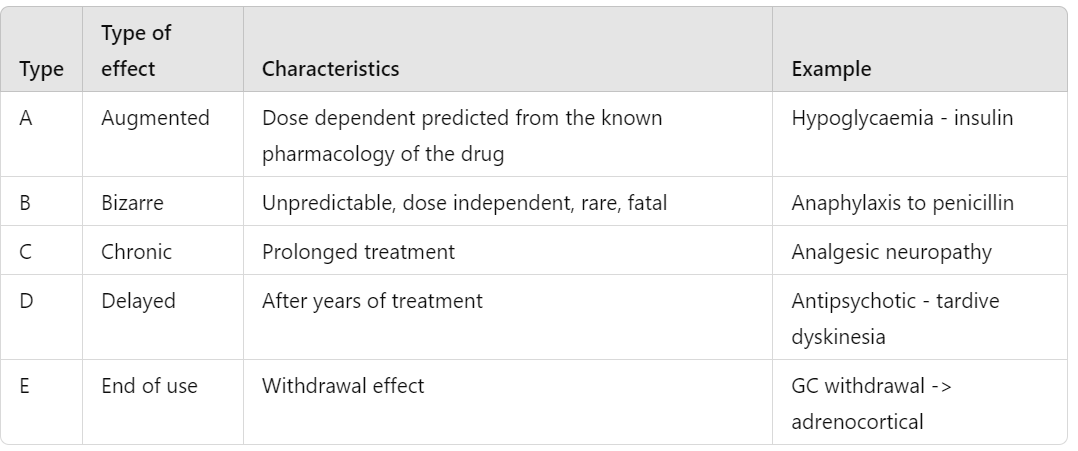 Type of
Type effect Characteristics Example
A Augmented Dose dependent predicted from the known Hypoglycaemia - insulin
pharmacology of the drug
B Bizarre Unpredictable, dose independent, rare, fatal Anaphylaxis to penicillin
C Chronic Prolonged treatment Analgesic neuropathy
D Delayed After years of treatment Antipsychotic - tardive
dyskinesia
E End of use Withdrawal effect GC withdrawal ->
adrenocortical